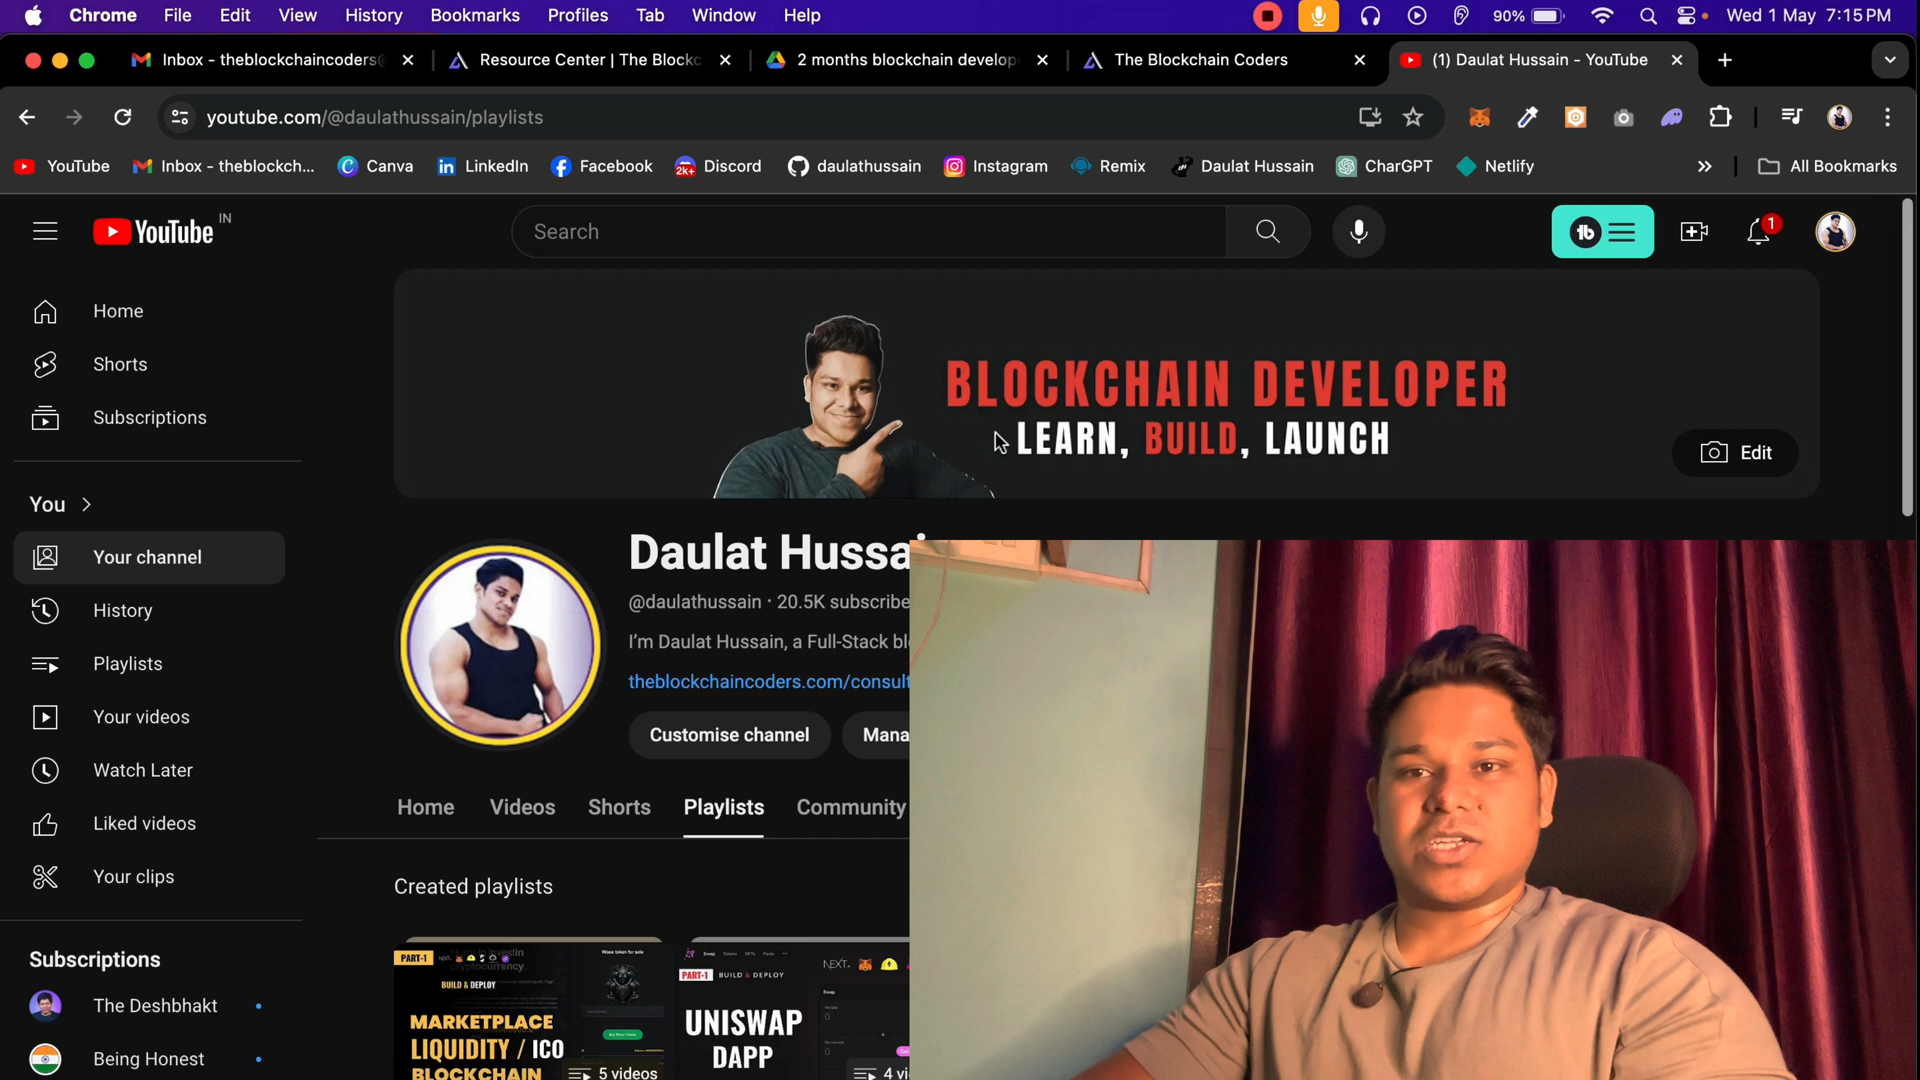 Chrome File Edit View History Bookmarks Profiles Tab Window Help 90% Wed 1 May 7:15 PM
Inbox - theblockchaincoders@ Resource Center | The Blockc 2 months blockchain develop The Blockchain Coders (1) Daulat Hussain - YouTube
youtube.com/@daulathussain/playlists
YouTube Inbox - theblockch... Canva LinkedIn Facebook 2k+ Discord daulathussain Instagram Remix Daulat Hussain CharGPT Netlify » All Bookmarks
YouTube IN
Search
1
Home
Shorts
Subscriptions
You
Your channel
History
Playlists
Your videos
Watch Later
Liked videos
Your clips
Subscriptions
The Deshbhakt
Being Honest
BLOCKCHAIN DEVELOPER
LEARN, BUILD, LAUNCH
Edit
Daulat Hussai
@daulathussain · 20.5K subscribe
I'm Daulat Hussain, a Full-Stack bl
theblockchaincoders.com/consult
Customise channel Mana
Home Videos Shorts Playlists Community
Created playlists
PART-1
BUILD & DEPLOY
MARKETPLACE
LIQUIDITY / ICO
BLOCKCHAIN
5 videos
NEXT
PART-1 BUILD & DEPLOY
UNISWAP
DAPP
4 vi